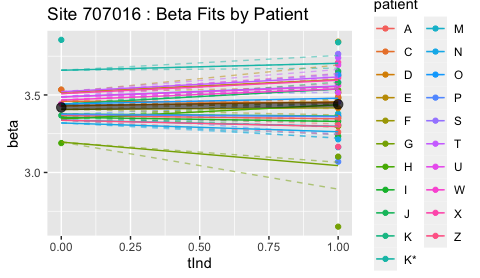 Site 707016 : Beta Fits by Patient
beta
3.5
3.0
0.00
0.25
0.50
0.75
1.00
tInd
patient
A
C
D
E
F
G
H
I
J
K
K*
M
N
O
P
S
T
U
W
X
Z